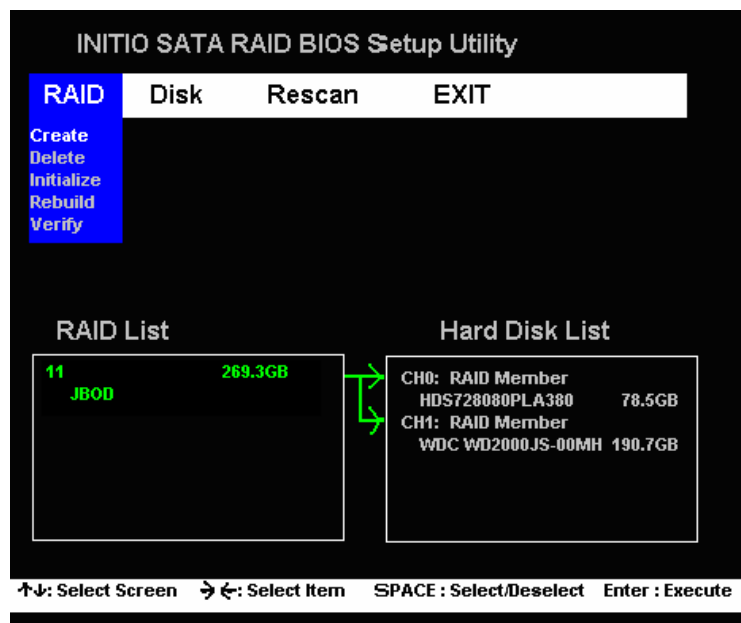 INITIO SATA RAID BIOS Setup Utility
RAID Disk Rescan EXIT
Create
Delete
Initialize
Rebuild
Verify
RAID List
11 269.3GB
JBOD
Hard Disk List
CH0: RAID Member
HDS728080PLA380 78.5GB
CH1: RAID Member
WDC WD2000JS-00MH 190.7GB
↑↓: Select Screen →←: Select Item SPACE : Select/Deselect Enter : Execute